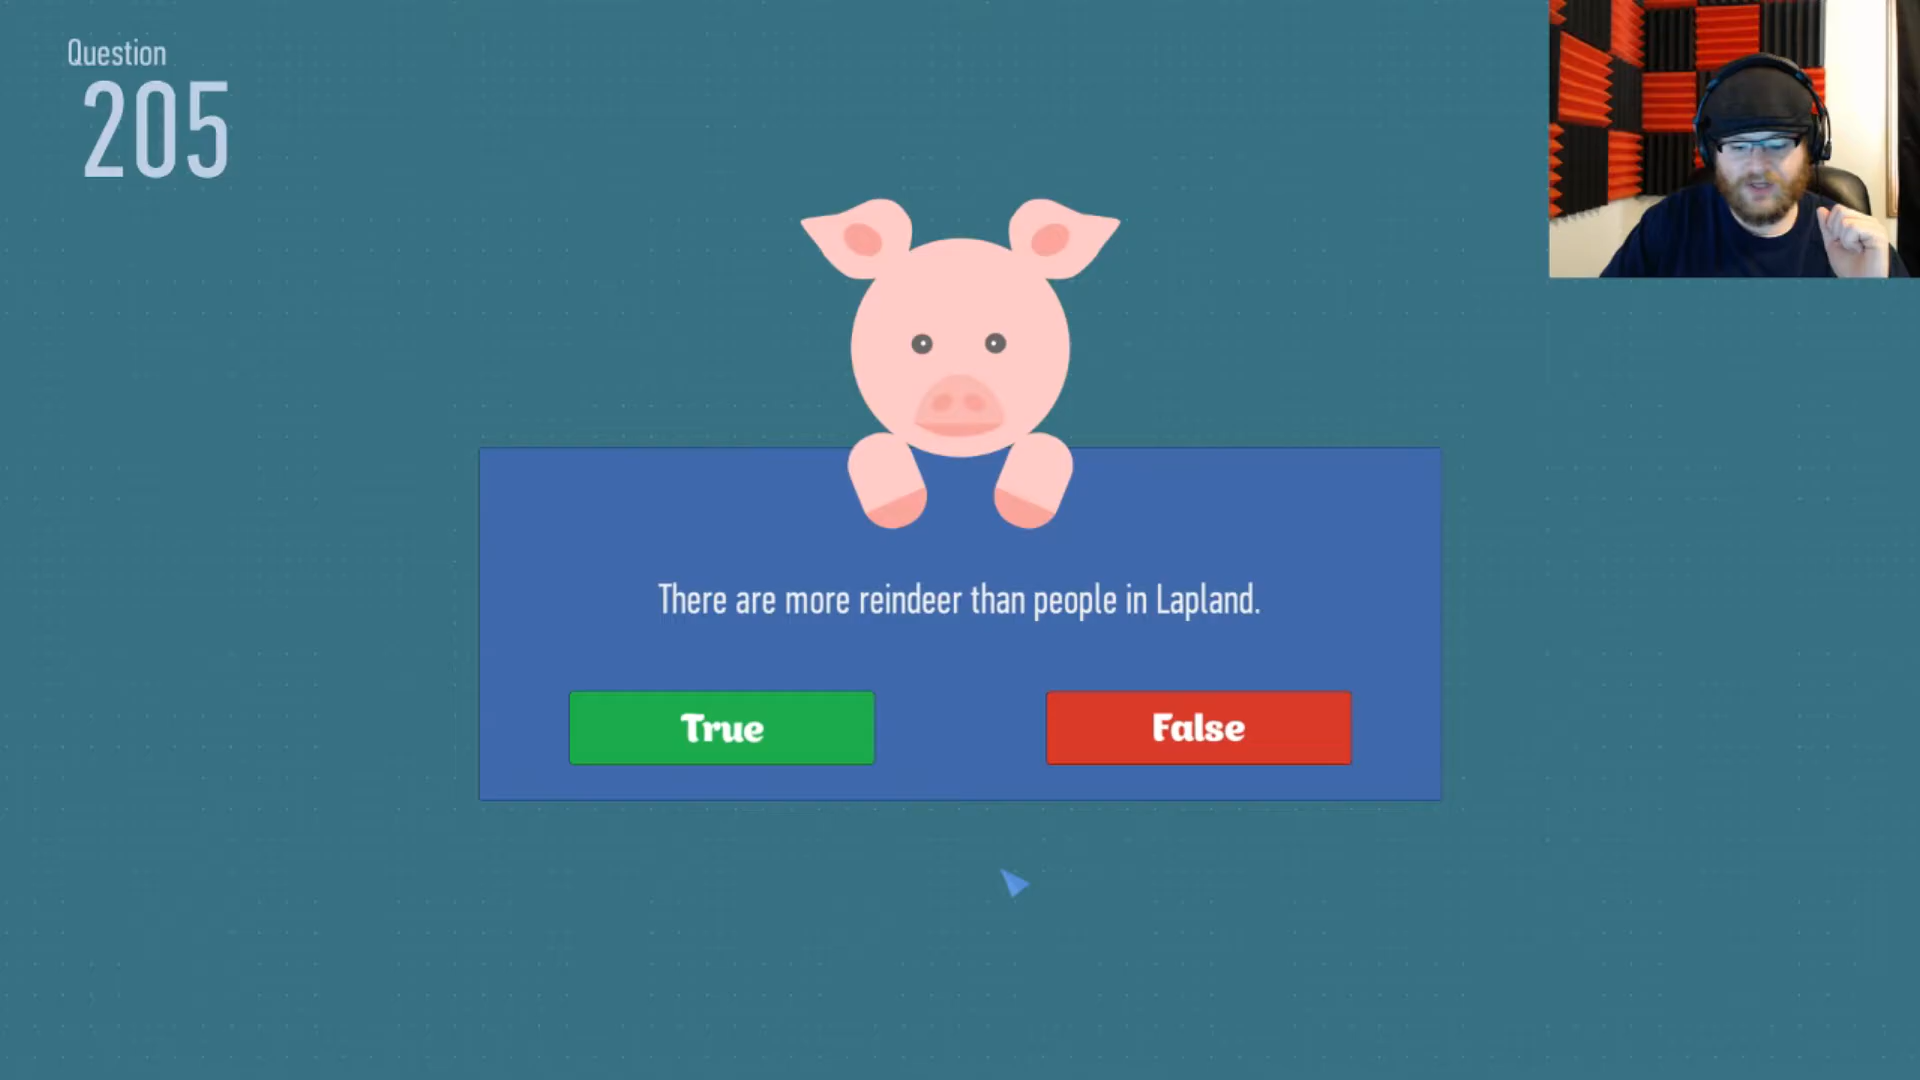 Question
205
There are more reindeer than people in Lapland.
True
False